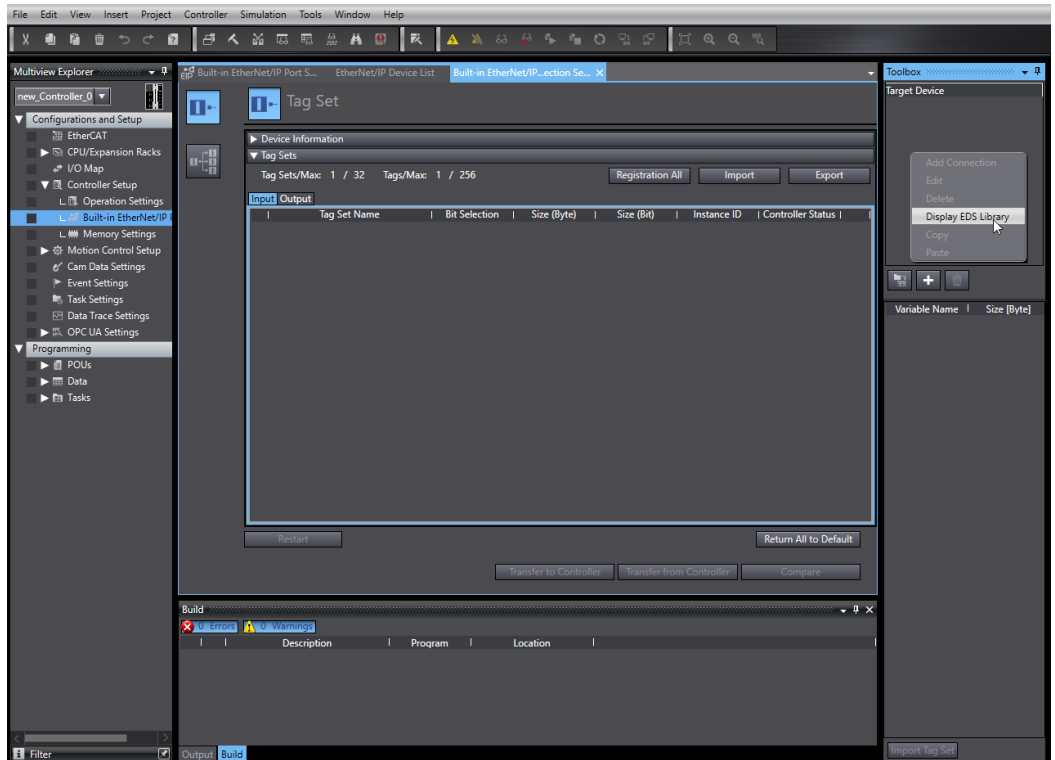 File Edit View Insert Project Controller Simulation Tools Window Help
Multiview Explorer
new_Controller_0
Configurations and Setup
EtherCAT
CPU/Expansion Racks
I/O Map
Controller Setup
Operation Settings
Built-in EtherNet/IP
Memory Settings
Motion Control Setup
Cam Data Settings
Event Settings
Task Settings
Data Trace Settings
OPC UA Settings
Programming
POUs
Data
Tasks
Filter
Built-in EtherNet/IP Port S... EtherNet/IP Device List Built-in EtherNet/IP...ection Se... X
Tag Set
Device Information
Tag Sets
Tag Sets/Max: 1 / 32 Tags/Max: 1 / 256 Registration All Import Export
Input Output
Tag Set Name | Bit Selection | Size (Byte) | Size (Bit) | Instance ID | Controller Status |
Restart Return All to Default
Transfer to Controller Transfer from Controller Compare
Build
0 Errors 0 Warnings
Description | Program | Location |
Output Build
Toolbox
Target Device
Add Connection
Edit
Delete
Display EDS Library
Copy
Paste
Variable Name | Size [Byte]
Import Tag Set